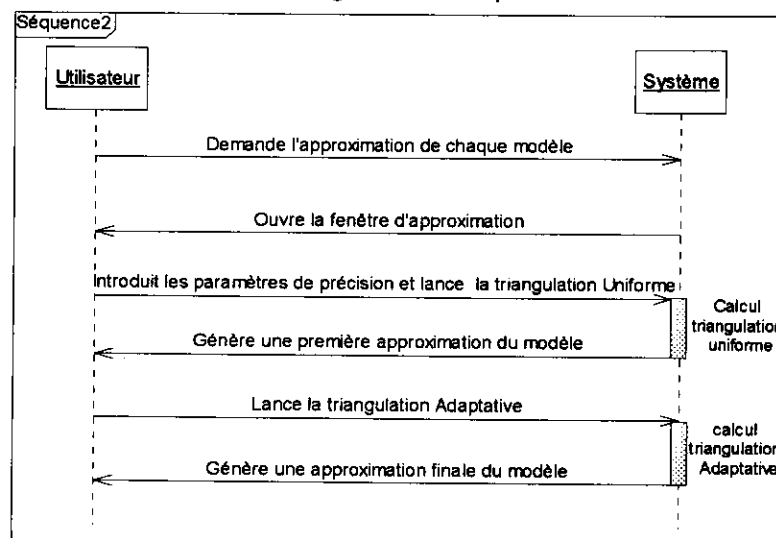 Séquence2
Utilisateur
Système
Demande l'approximation de chaque modèle
Ouvre la fenêtre d'approximation
Introduit les paramètres de précision et lance la triangulation Uniforme
Calcul
triangulation
uniforme
Génère une première approximation du modèle
Lance la triangulation Adaptative
calcul
triangulation
Adaptative
Génère une approximation finale du modèle